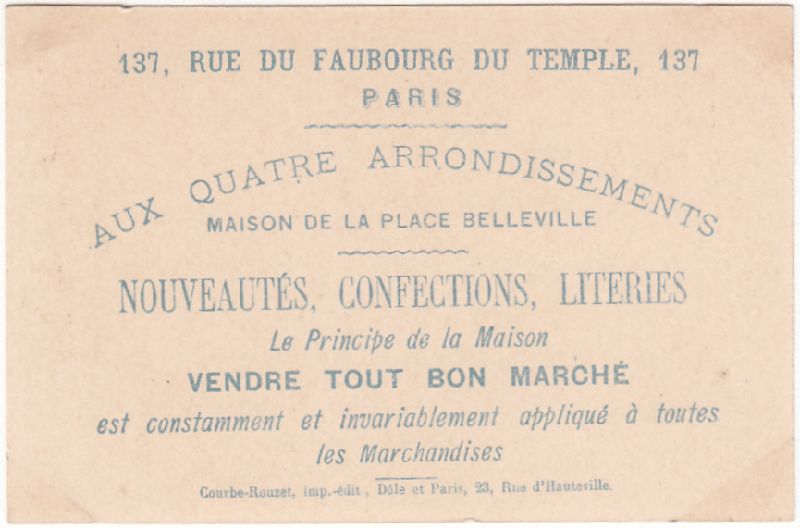 137, RUE DU FAUBOURG DU TEMPLE, 137
PARIS
AUX QUATRE ARRONDISSEMENTS
MAISON DE LA PLACE BELLEVILLE
NOUVEAUTÉS, CONFECTIONS, LITERIES
Le Principe de la Maison
VENDRE TOUT BON MARCHÉ
est constamment et invariablement appliqué à toutes
les Marchandises
Courbe-Rouzet, imp.-édit, Dôle et Paris, 23, Rue d'Hauteville.